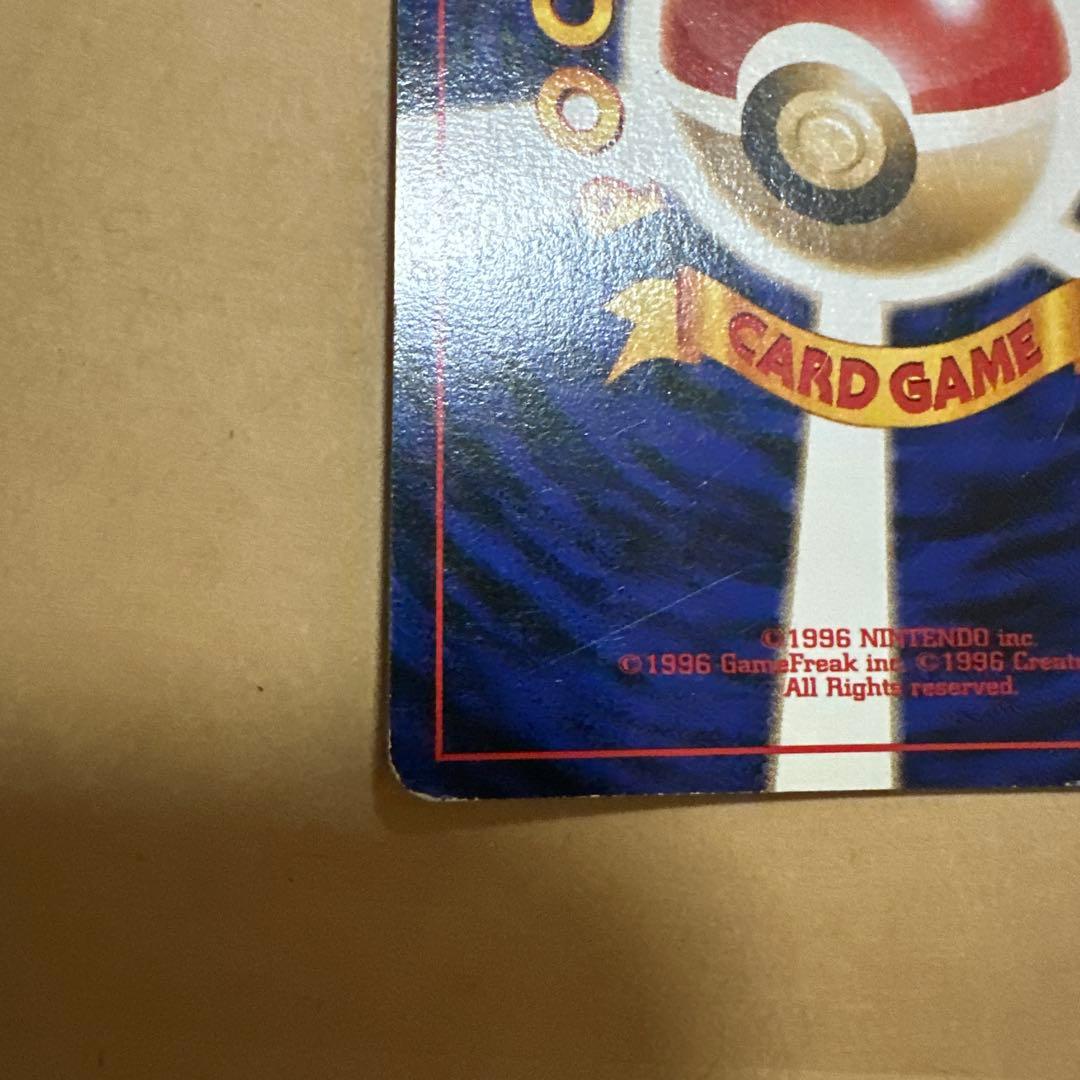 CARD GAME
©1996 NINTENDO inc.
©1996 GameFreak inc. ©1996
All Rights reserved.